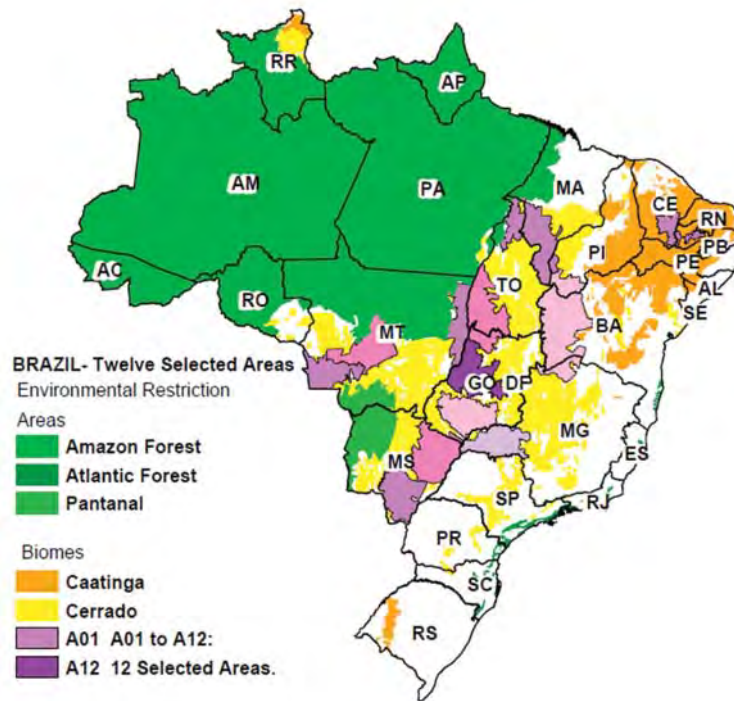 RR
AP
AM
PA
MA
CE
RN
PB
PE
AL
SE
PI
AC
RO
TO
BA
MT
GO
DF
MG
MS
ES
SP
RJ
PR
SC
RS
BRAZIL- Twelve Selected Areas
Environmental Restriction
Areas
Amazon Forest
Atlantic Forest
Pantanal
Biomes
Caatinga
Cerrado
A01 A01 to A12:
A12 12 Selected Areas.